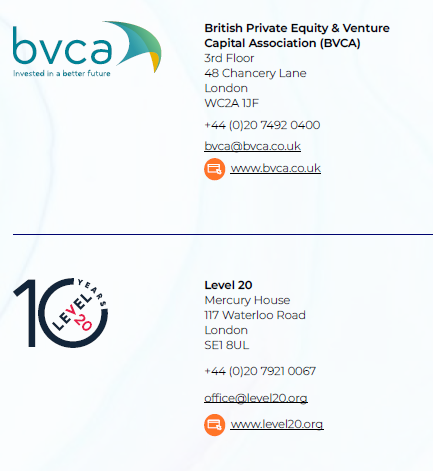 bvca
Invested in a better future
British Private Equity & Venture
Capital Association (BVCA)
3rd Floor
48 Chancery Lane
London
WC2A 1JF
+44 (0)20 7492 0400
bvca@bvca.co.uk
www.bvca.co.uk
10
YEARS
LEVEL
20
Level 20
Mercury House
117 Waterloo Road
London
SE1 8UL
+44 (0)20 7921 0067
office@level20.org
www.level20.org